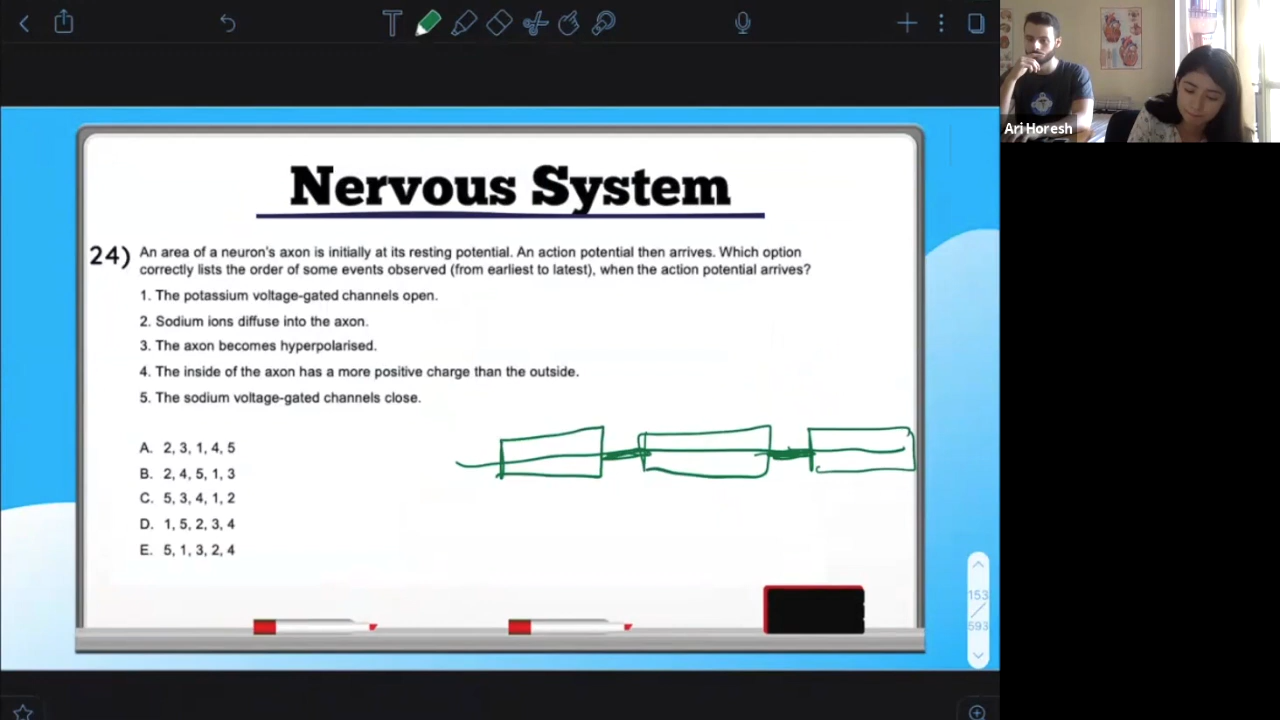 Ari Horesh
Nervous System
24) An area of a neuron's axon is initially at its resting potential. An action potential then arrives. Which option
correctly lists the order of some events observed (from earliest to latest), when the action potential arrives?
1. The potassium voltage-gated channels open.
2. Sodium ions diffuse into the axon.
3. The axon becomes hyperpolarised.
4. The inside of the axon has a more positive charge than the outside.
5. The sodium voltage-gated channels close.
A. 2, 3, 1, 4, 5
B. 2, 4, 5, 1, 3
C. 5, 3, 4, 1, 2
D. 1, 5, 2, 3, 4
E. 5, 1, 3, 2, 4
153
/
593